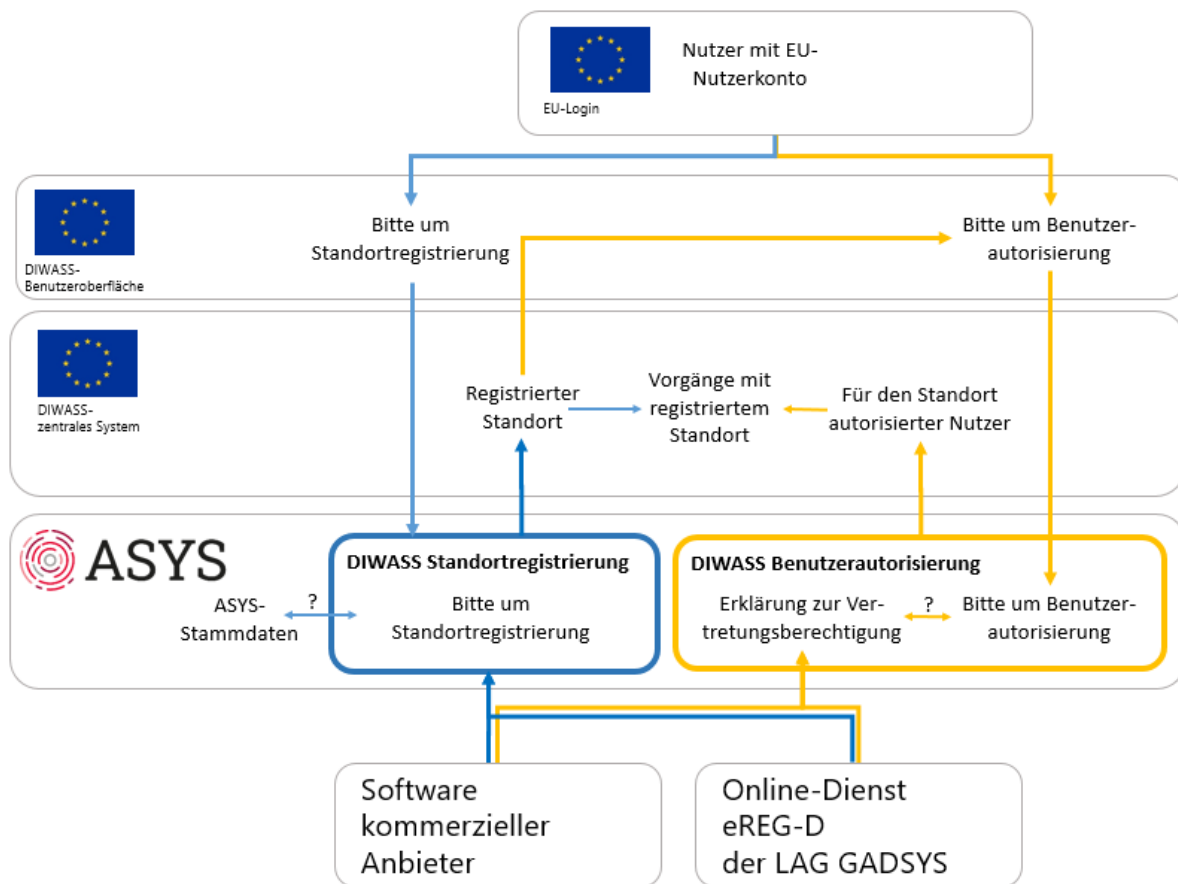 Nutzer mit EU-
Nutzerkonto
EU-Login
Bitte um
Standortregistrierung
Bitte um Benutzer-
autorisierung
DIWASS-
Benutzeroberfläche
DIWASS-
zentrales System
Registrierter
Standort
Vorgänge mit
registriertem
Standort
Für den Standort
autorisierter Nutzer
ASYS
DIWASS Standortregistrierung
DIWASS Benutzerautorisierung
ASYS-
Stammdaten
?
Bitte um
Standortregistrierung
Erklärung zur Ver-
tretungsberechtigung
?
Bitte um Benutzer-
autorisierung
Software
kommerzieller
Anbieter
Online-Dienst
eREG-D
der LAG GADSYS